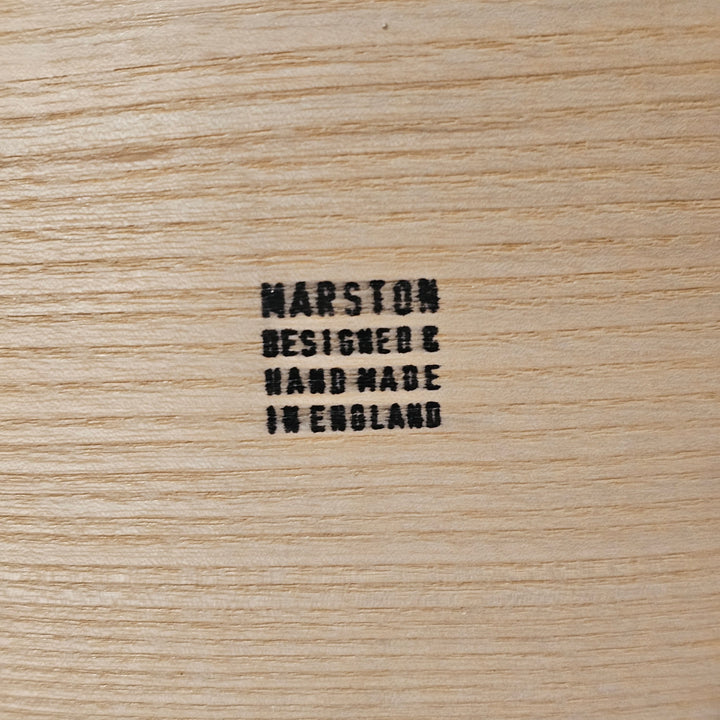 MARSTON
DESIGNED &
HAND MADE
IN ENGLAND